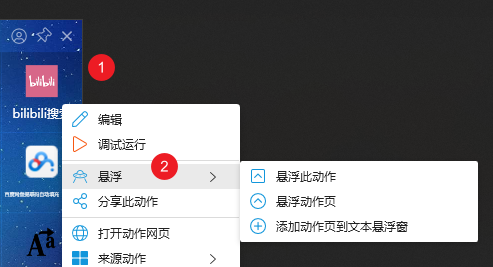 1
bilibili
bilibili搜
编辑
调试运行
2
悬浮
悬浮此动作
分享此动作
悬浮动作页
添加动作页到文本悬浮窗
打开动作网页
来源动作
Aa